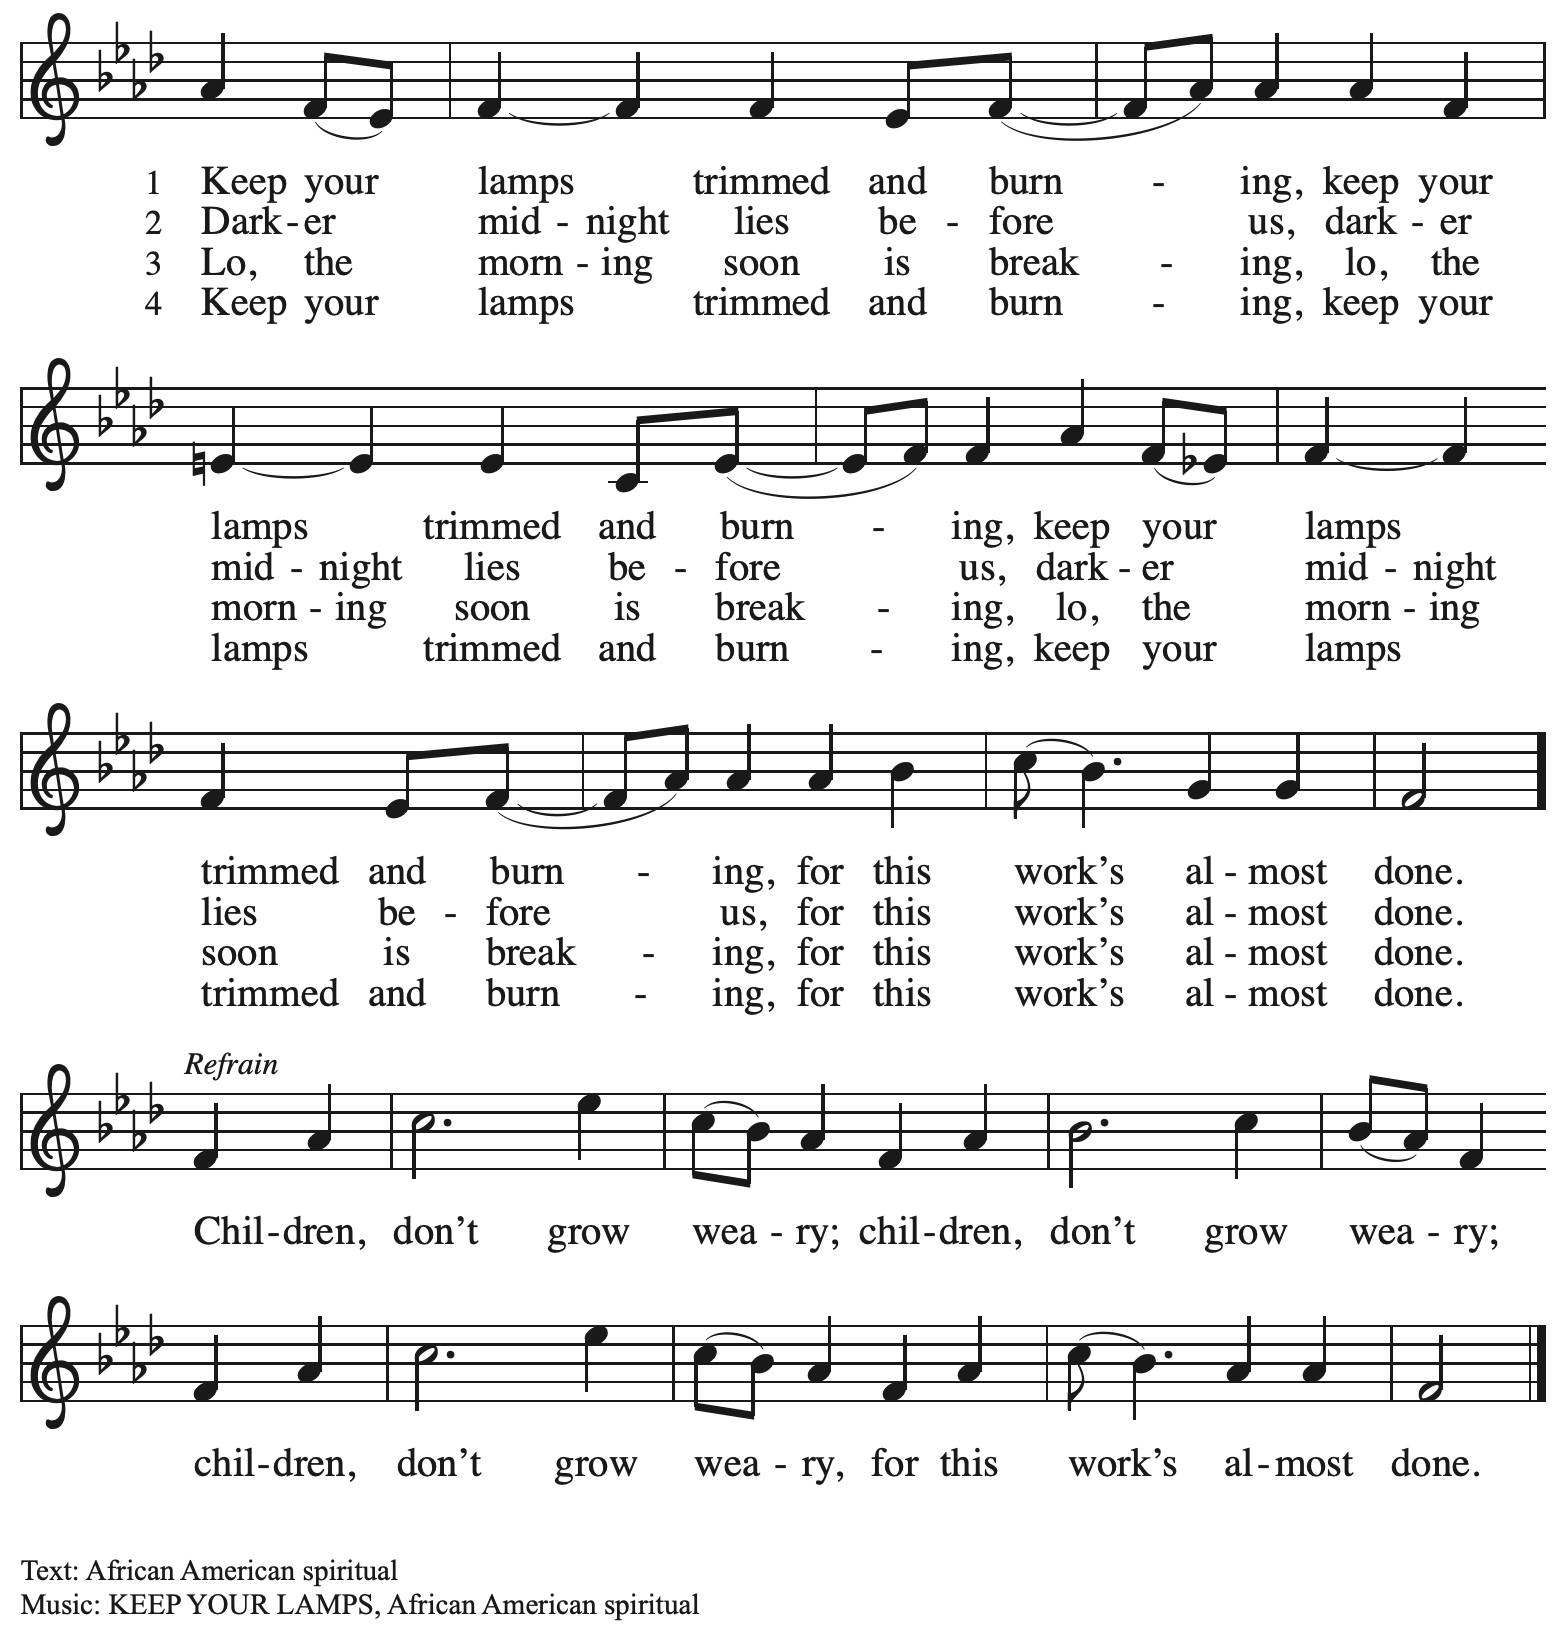 1 Keep your lamps trimmed and burn - ing, keep your
2 Dark - er mid - night lies be - fore us, dark - er
3 Lo, the morn - ing soon is break - ing, lo, the
4 Keep your lamps trimmed and burn - ing, keep your
lamps trimmed and burn - ing, keep your lamps
mid - night lies be - fore us, dark - er mid - night
morn - ing soon is break - ing, lo, the morn - ing
lamps trimmed and burn - ing, keep your lamps
trimmed and burn - ing, for this work's al - most done.
lies be - fore us, for this work's al - most done.
soon is break - ing, for this work's al - most done.
trimmed and burn - ing, for this work's al - most done.
Refrain
Chil - dren, don't grow wea - ry; chil - dren, don't grow wea - ry;
chil - dren, don't grow wea - ry, for this work's al - most done.
Text: African American spiritual
Music: KEEP YOUR LAMPS, African American spiritual